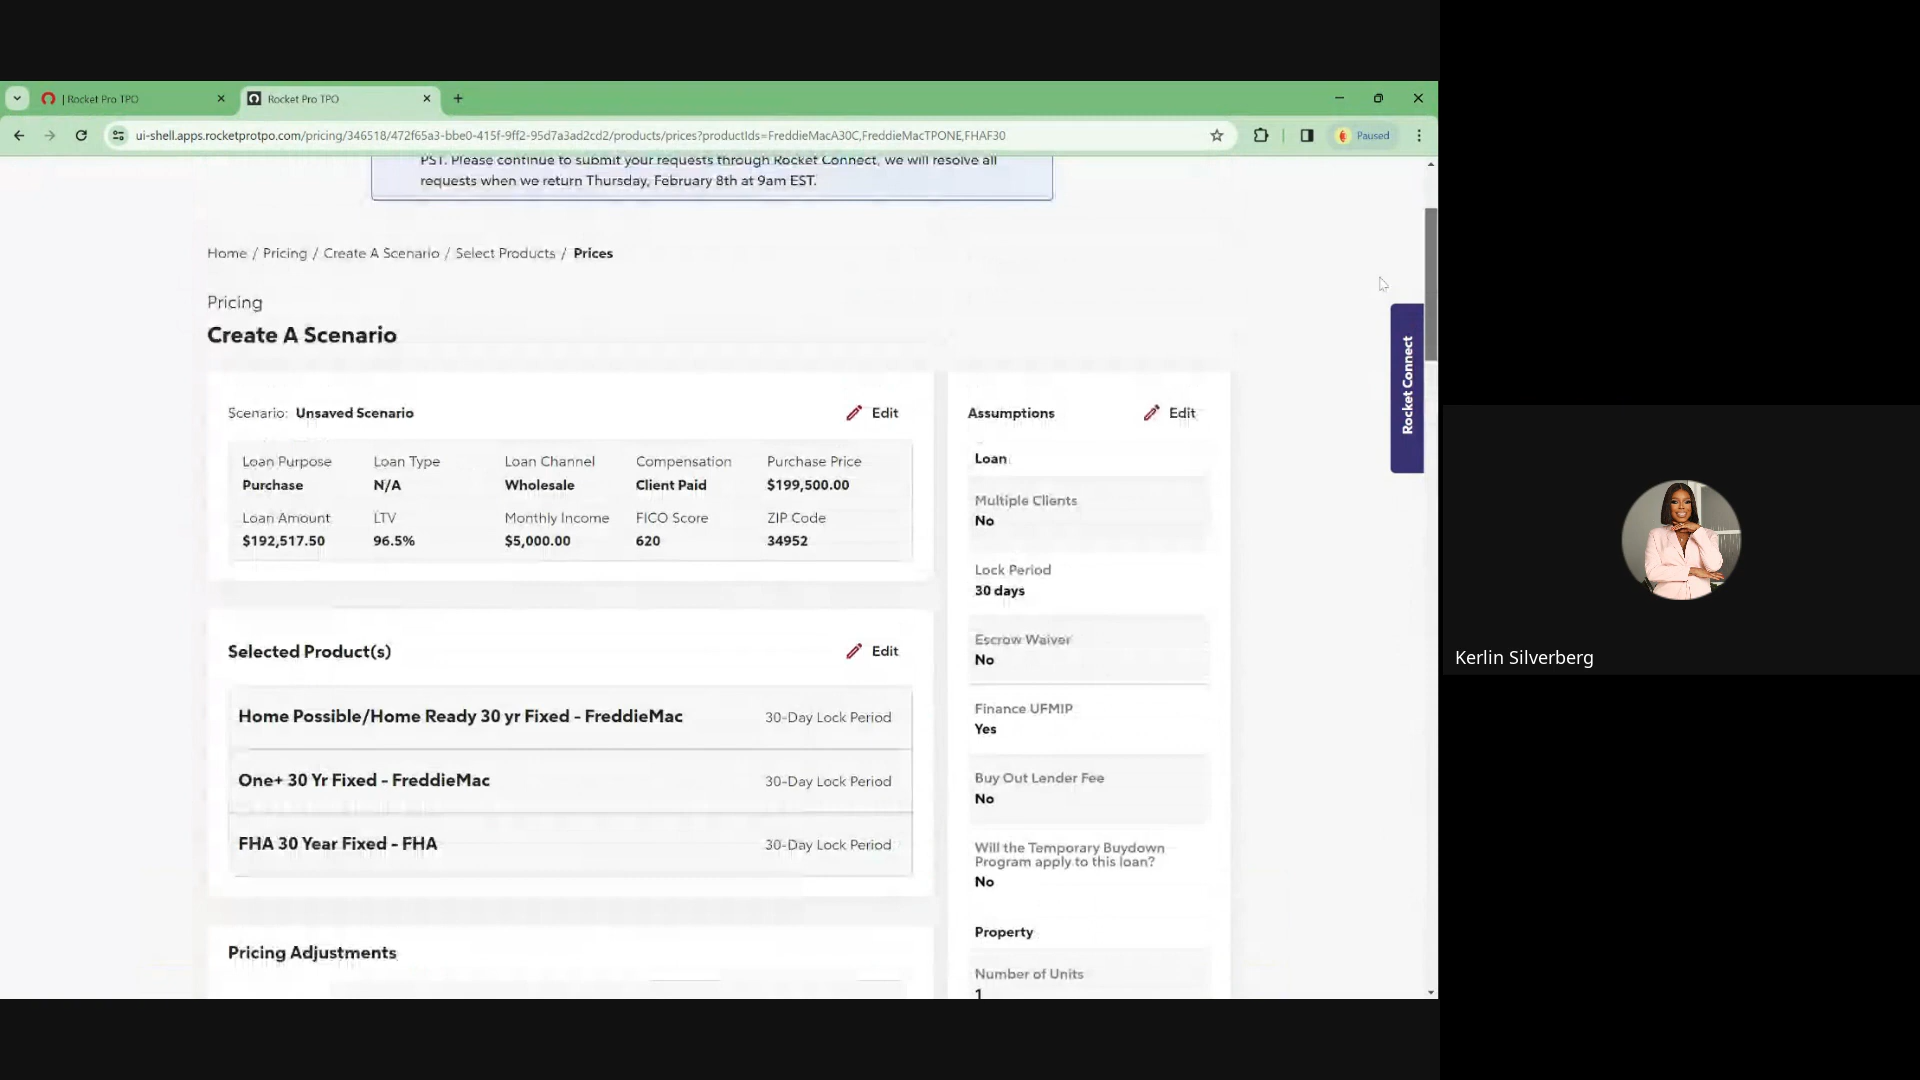 | Rocket Pro TPO
Rocket Pro TPO
ui-shell.apps.rocketprotpo.com/pricing/346518/472f65a3-bbe0-415f-9ff2-95d7a3ad2cd2/products/prices?productIds=FreddieMacA30C,FreddieMacTPONE,FHAF30
Paused
PST. Please continue to submit your requests through Rocket Connect, we will resolve all
requests when we return Thursday, February 8th at 9am EST.
Home / Pricing / Create A Scenario / Select Products / Prices
Pricing
Create A Scenario
Scenario: Unsaved Scenario
Edit
Loan Purpose Loan Type Loan Channel Compensation Purchase Price
Purchase N/A Wholesale Client Paid $199,500.00
Loan Amount LTV Monthly Income FICO Score ZIP Code
$192,517.50 96.5% $5,000.00 620 34952
Selected Product(s)
Edit
Home Possible/Home Ready 30 yr Fixed - FreddieMac 30-Day Lock Period
One+ 30 Yr Fixed - FreddieMac 30-Day Lock Period
FHA 30 Year Fixed - FHA 30-Day Lock Period
Pricing Adjustments
Assumptions
Edit
Loan
Multiple Clients
No
Lock Period
30 days
Escrow Waiver
No
Finance UFMIP
Yes
Buy Out Lender Fee
No
Will the Temporary Buydown
Program apply to this loan?
No
Property
Number of Units
1
Rocket Connect
Kerlin Silverberg